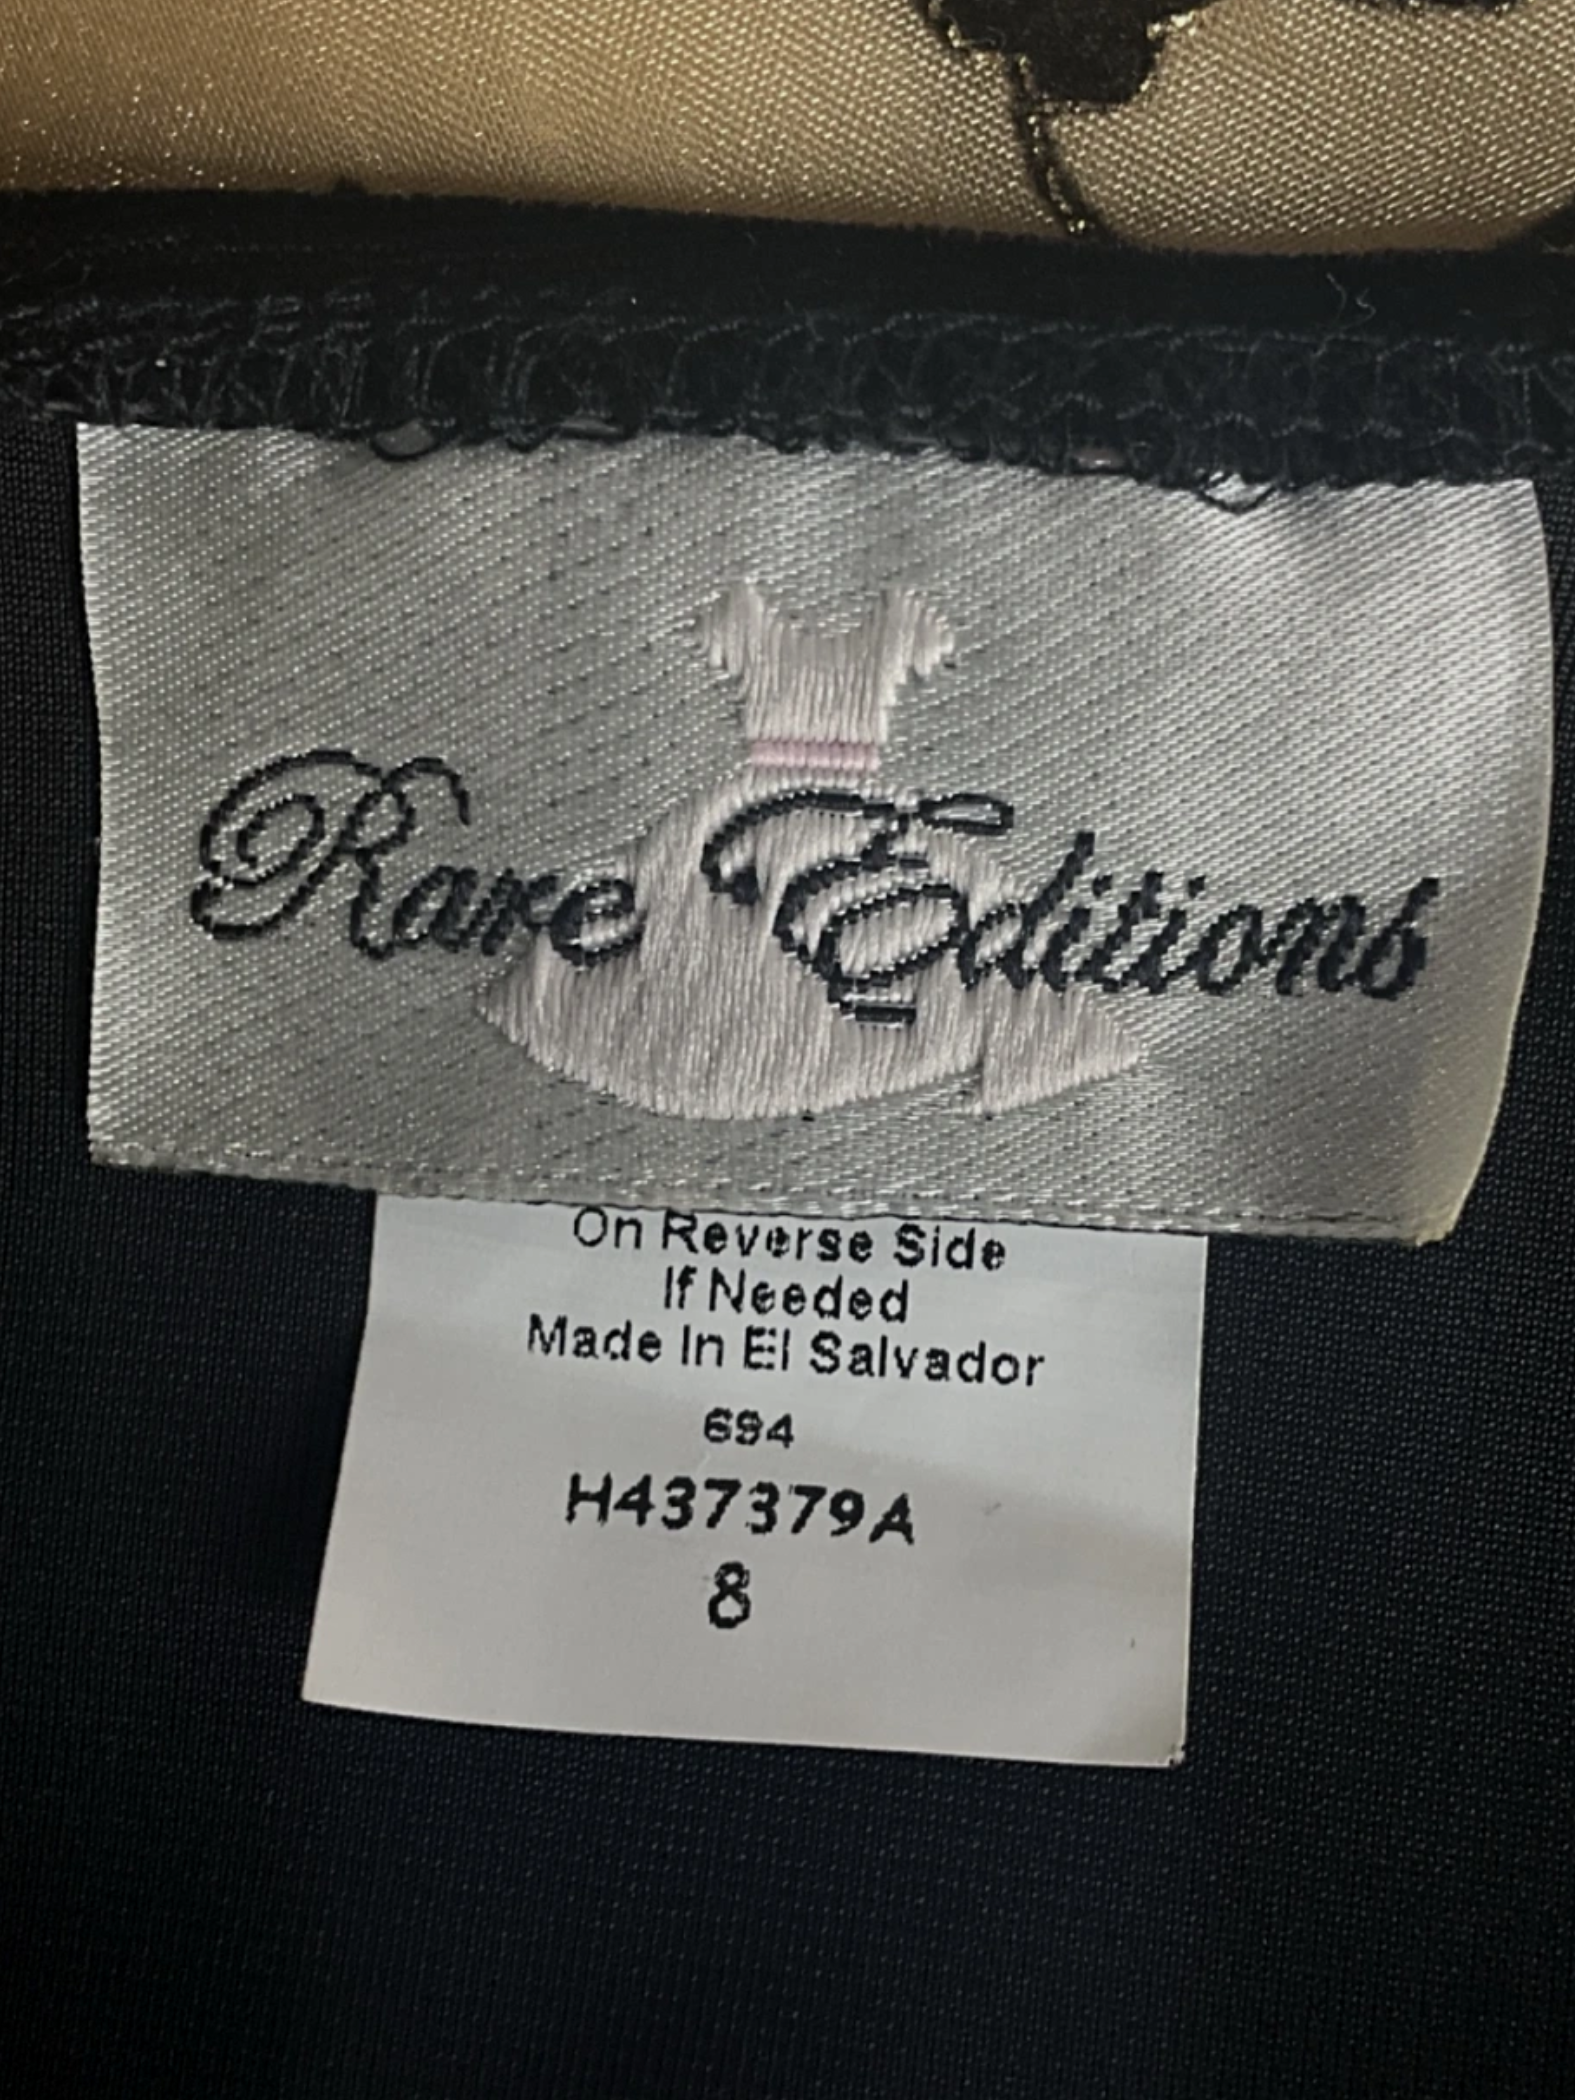 Rare Editions
On Reverse Side
If Needed
Made In El Salvador
694
H437379A
8